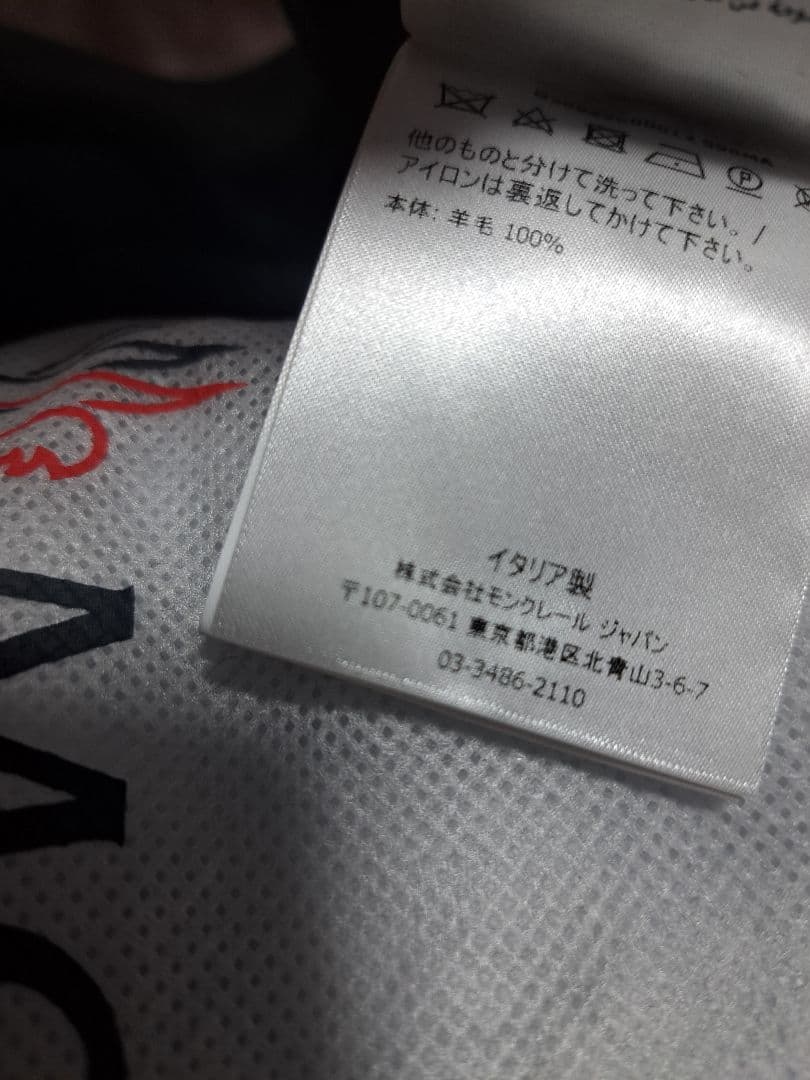 他のものと分けて洗って下さい。/
アイロンは裏返してかけて下さい。
本体: 羊毛 100%
イタリア製
株式会社モンクレール ジャパン
〒107-0061 東京都港区北青山3-6-7
03-3486-2110